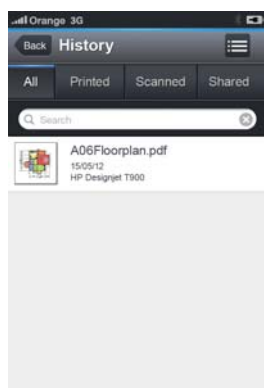 Orange 3G
Back History
All Printed Scanned Shared
Search
A06Floorplan.pdf
15/05/12
HP Designjet T900